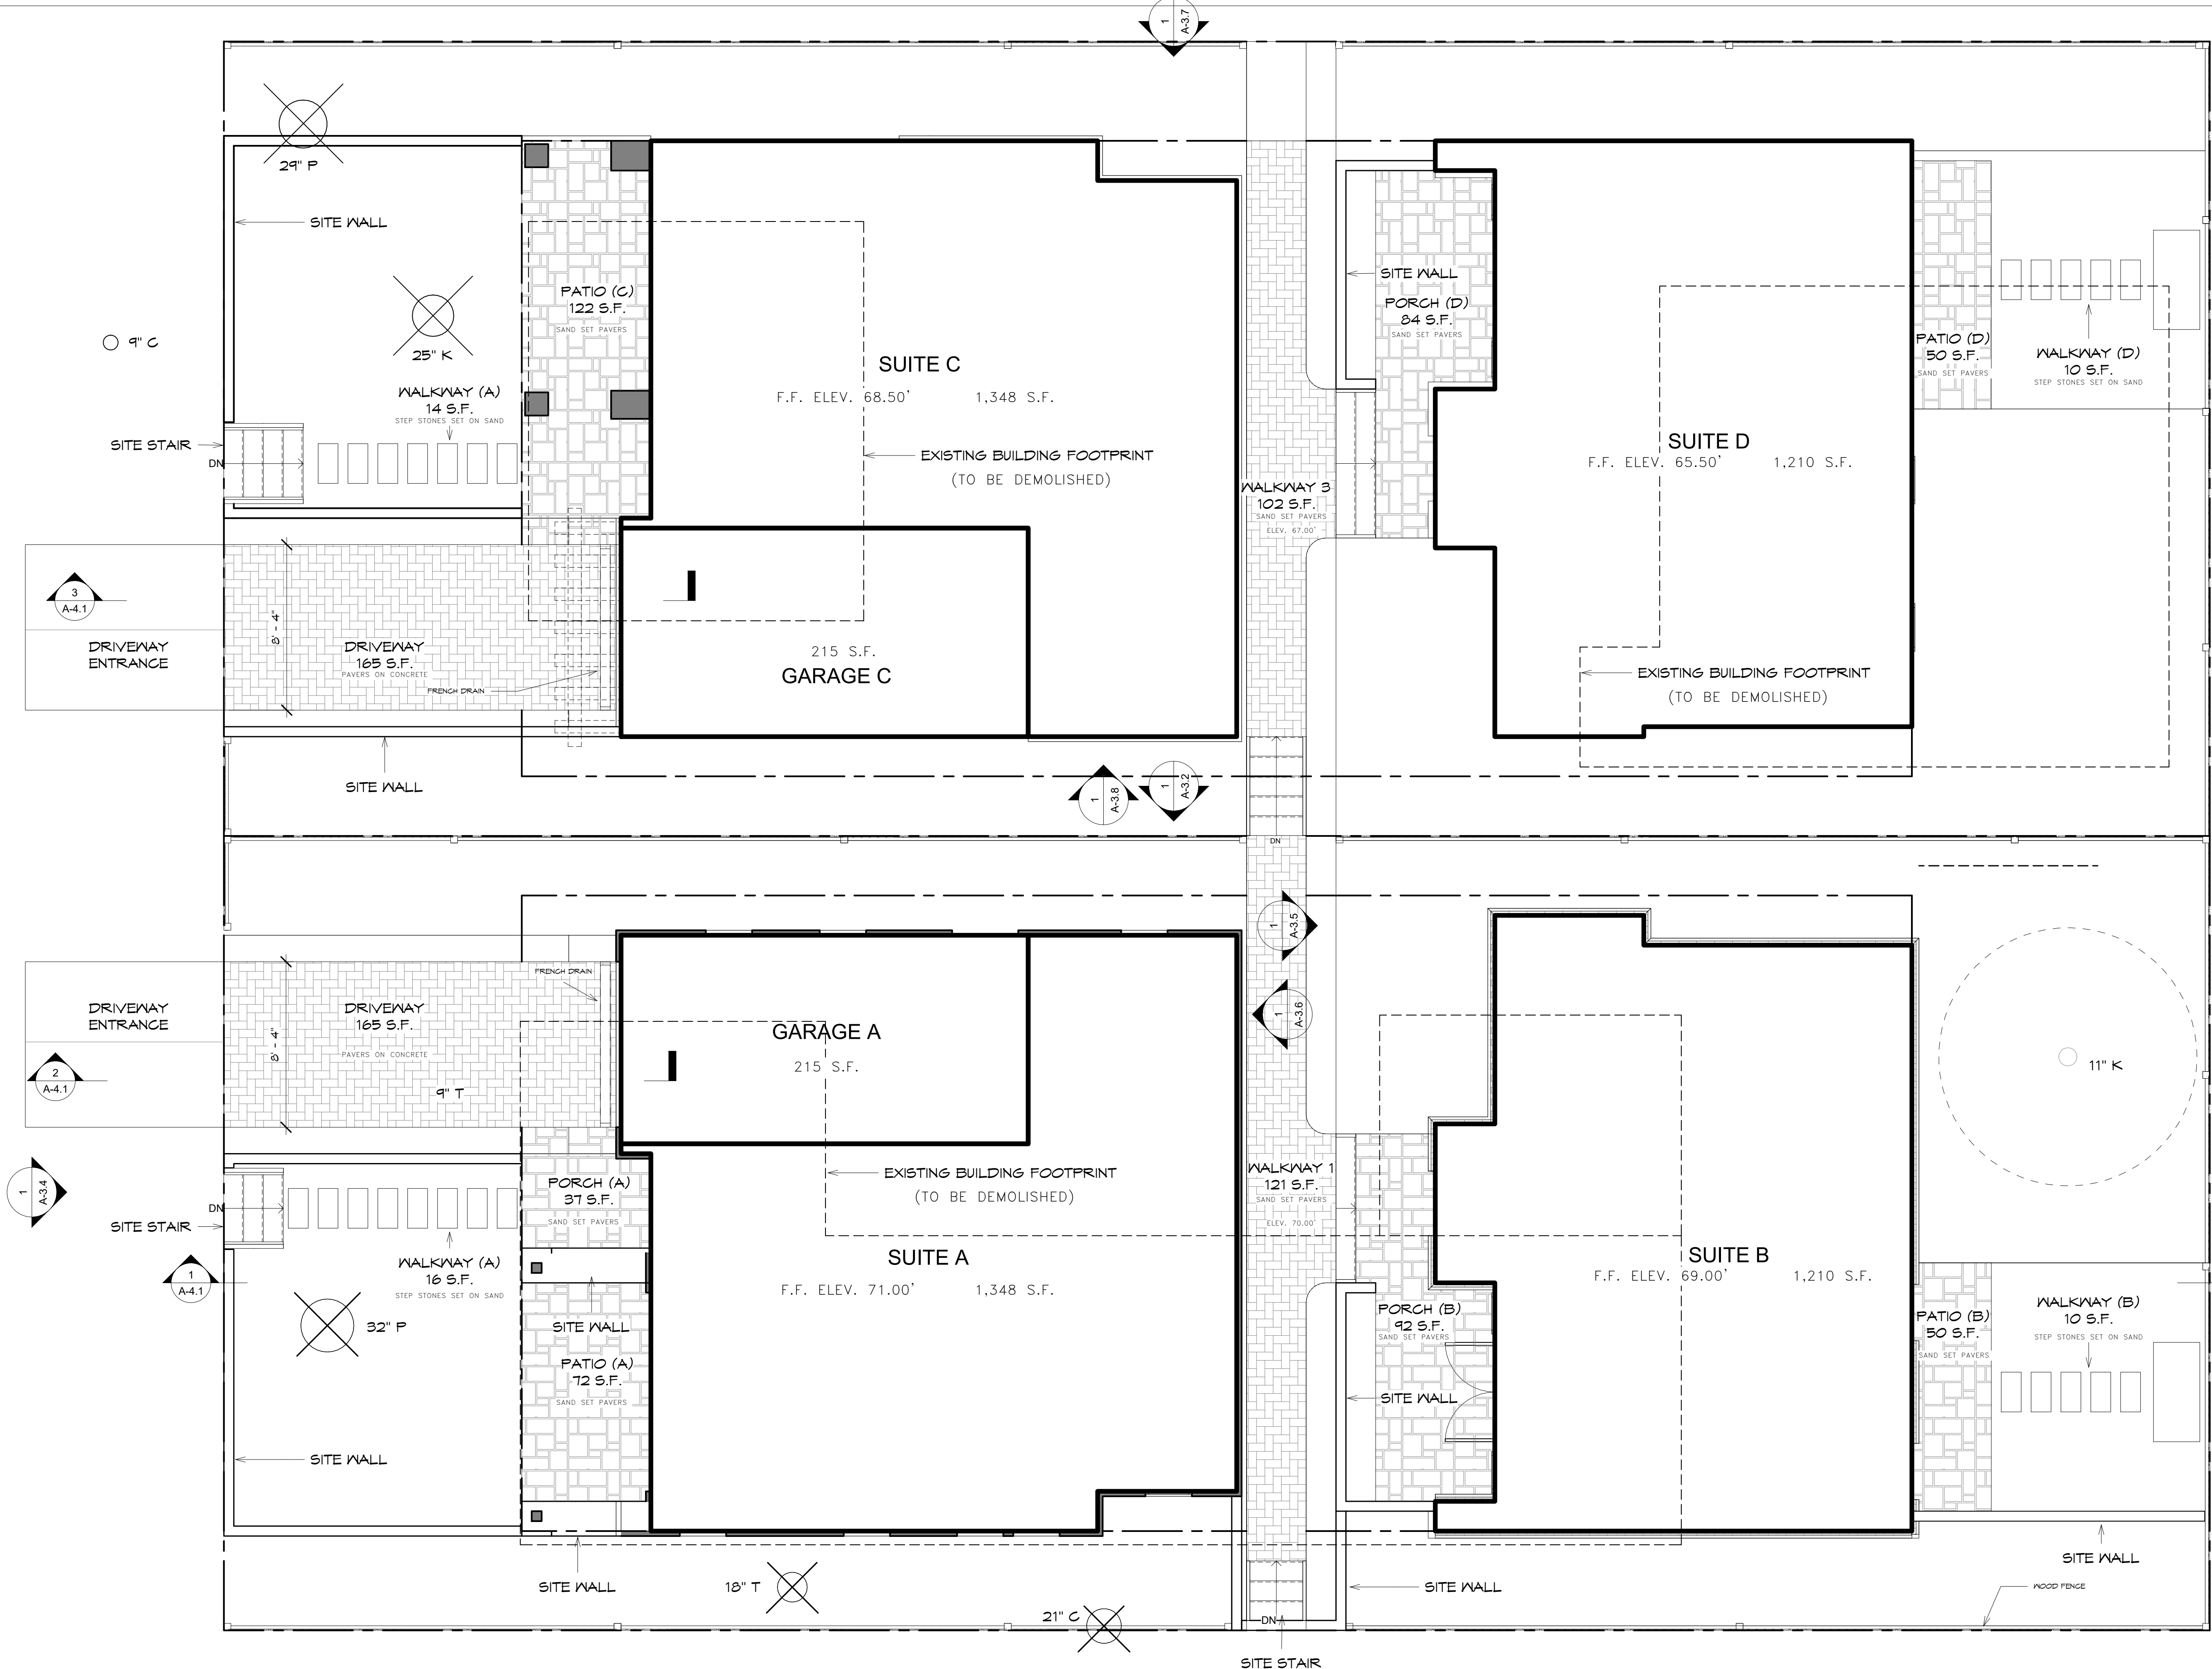 1
A-3.7
29" P
SITE WALL
9" C
25" K
WALKWAY (A)
14 S.F.
STEP STONES SET ON SAND
SITE STAIR
DN
PATIO (C)
122 S.F.
SAND SET PAVERS
SUITE C
F.F. ELEV. 68.50'
1,348 S.F.
EXISTING BUILDING FOOTPRINT
(TO BE DEMOLISHED)
SITE WALL
PORCH (D)
84 S.F.
SAND SET PAVERS
WALKWAY 3
102 S.F.
SAND SET PAVERS
ELEV. 67.00'
SUITE D
F.F. ELEV. 65.50'
1,210 S.F.
PATIO (D)
50 S.F.
SAND SET PAVERS
WALKWAY (D)
10 S.F.
STEP STONES SET ON SAND
EXISTING BUILDING FOOTPRINT
(TO BE DEMOLISHED)
3
A-4.1
DRIVEWAY
ENTRANCE
8' - 4"
DRIVEWAY
165 S.F.
PAVERS ON CONCRETE
FRENCH DRAIN
215 S.F.
GARAGE C
SITE WALL
1
A-3.8
1
A-3.2
DN
1
A-3.5
1
A-3.6
FRENCH DRAIN
DRIVEWAY
ENTRANCE
8' - 4"
DRIVEWAY
165 S.F.
PAVERS ON CONCRETE
2
A-4.1
9" T
GARAGE A
215 S.F.
11" K
1
A-3.4
DN
SITE STAIR
1
A-4.1
WALKWAY (A)
16 S.F.
STEP STONES SET ON SAND
PORCH (A)
37 S.F.
SAND SET PAVERS
EXISTING BUILDING FOOTPRINT
(TO BE DEMOLISHED)
WALKWAY 1
121 S.F.
SAND SET PAVERS
ELEV. 70.00'
SUITE A
F.F. ELEV. 71.00'
1,348 S.F.
SUITE B
F.F. ELEV. 69.00'
1,210 S.F.
32" P
SITE WALL
PATIO (A)
72 S.F.
SAND SET PAVERS
PORCH (B)
92 S.F.
SAND SET PAVERS
SITE WALL
PATIO (B)
50 S.F.
SAND SET PAVERS
WALKWAY (B)
10 S.F.
STEP STONES SET ON SAND
SITE WALL
SITE WALL
18" T
21" C
DN
SITE STAIR
SITE WALL
SITE WALL
WOOD FENCE